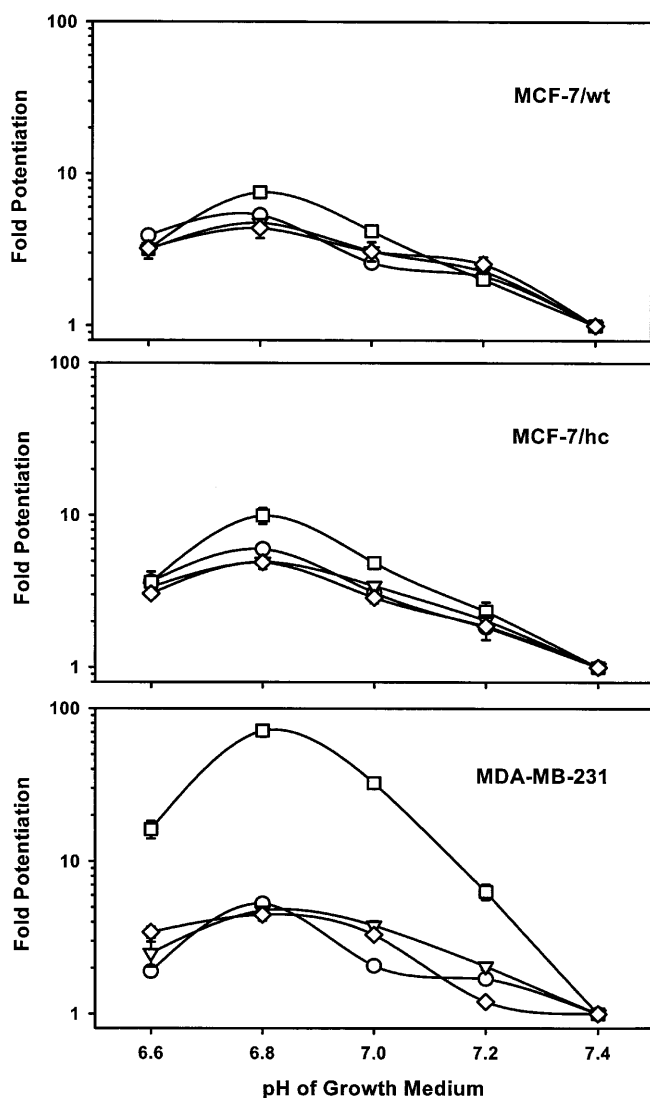 100
10
1
Fold Potentiation
MCF-7/wt
100
10
1
Fold Potentiation
MCF-7/hc
100
10
1
Fold Potentiation
MDA-MB-231
6.6 6.8 7.0 7.2 7.4
pH of Growth Medium